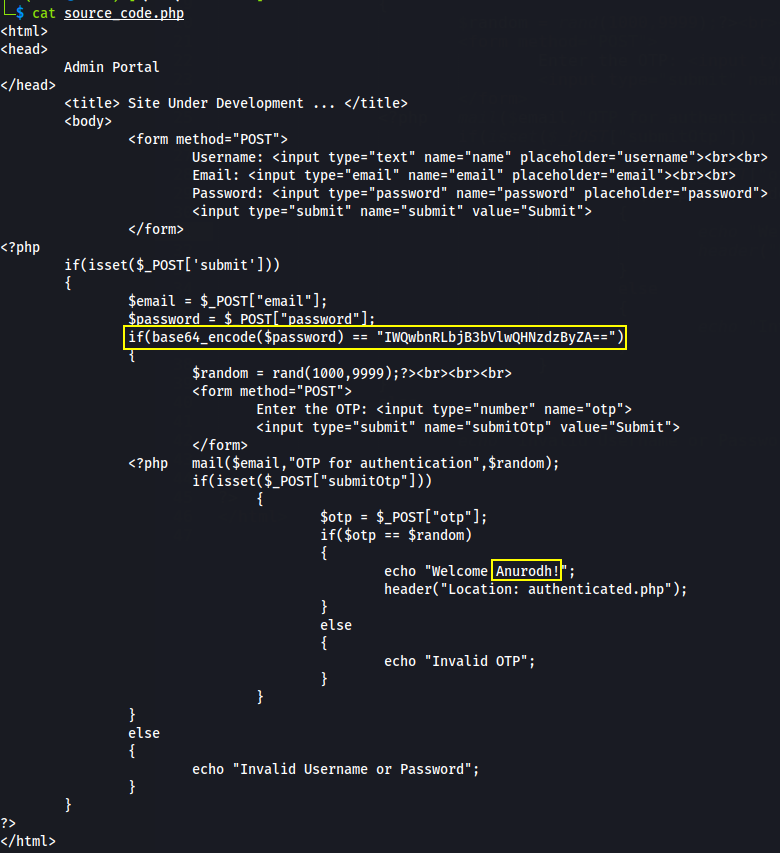 $ cat source_code.php
<html>
<head>
        Admin Portal
</head>
        <title> Site Under Development ... </title>
        <body>
                <form method="POST">
                        Username: <input type="text" name="name" placeholder="username"><br><br>
                        Email: <input type="email" name="email" placeholder="email"><br><br>
                        Password: <input type="password" name="password" placeholder="password">
                        <input type="submit" name="submit" value="Submit">
                </form>
<?php
        if(isset($_POST['submit']))
        {
                $email = $_POST["email"];
                $password = $_POST["password"];
                if(base64_encode($password) == "IWQwbnRLbjB3bVlwQHNzdzByZA==")
                {
                        $random = rand(1000,9999);?><br><br><br>
                        <form method="POST">
                                Enter the OTP: <input type="number" name="otp">
                                <input type="submit" name="submitOtp" value="Submit">
                        </form>
                <?php   mail($email,"OTP for authentication",$random);
                        if(isset($_POST["submitOtp"]))
                                {
                                        $otp = $_POST["otp"];
                                        if($otp == $random)
                                        {
                                                echo "Welcome Anurodh!";
                                                header("Location: authenticated.php");
                                        }
                                        else
                                        {
                                                echo "Invalid OTP";
                                        }
                                }
                }
                else
                {
                        echo "Invalid Username or Password";
                }
        }
?>
</html>